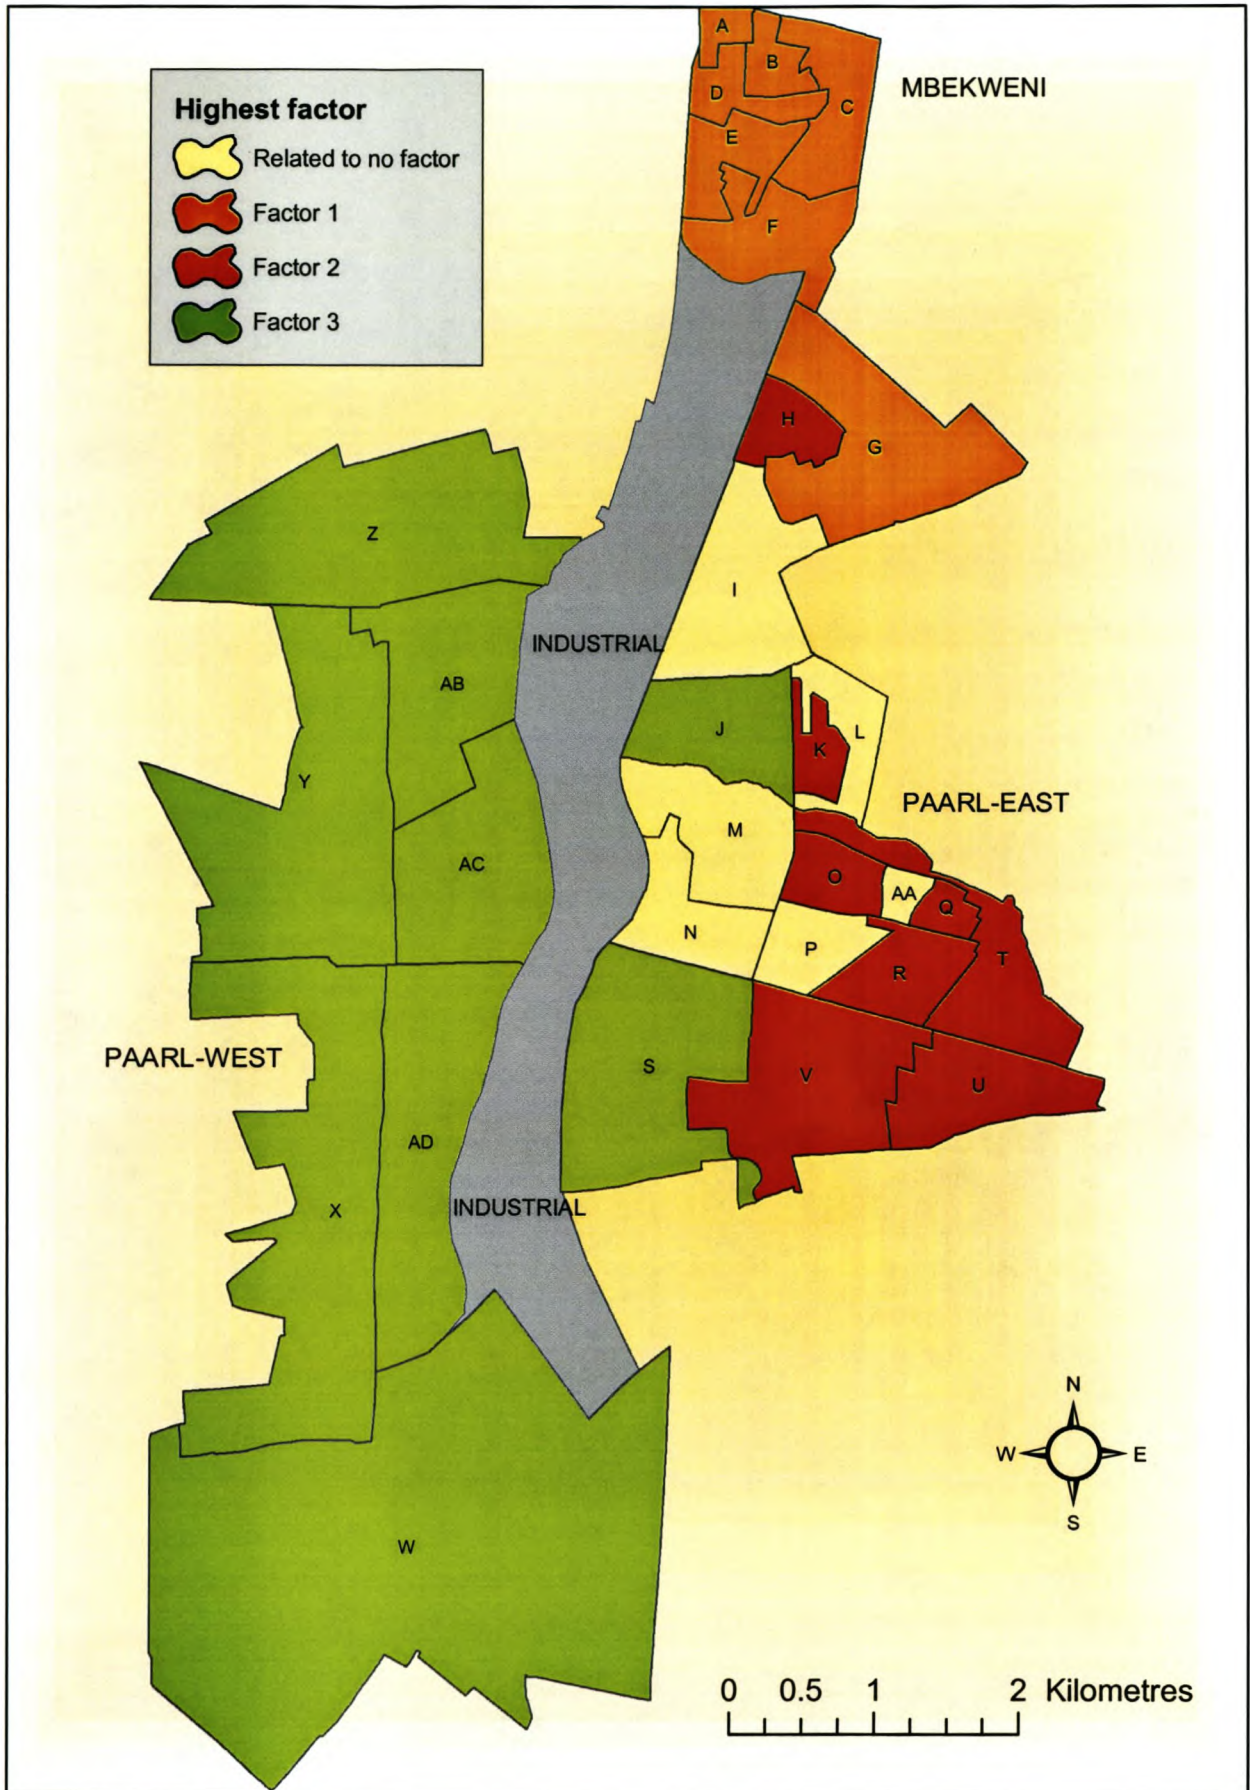 A
B
MBEKWENI
D
C
Highest factor
E
Related to no factor
Factor 1
F
Factor 2
Factor 3
H
G
Z
I
INDUSTRIAL
AB
J
L
K
Y
PAARL-EAST
M
AC
O
AA
Q
N
P
T
R
PAARL-WEST
S
V
U
AD
X
INDUSTRIAL
N
W
E
S
W
0 0.5 1 2 Kilometres